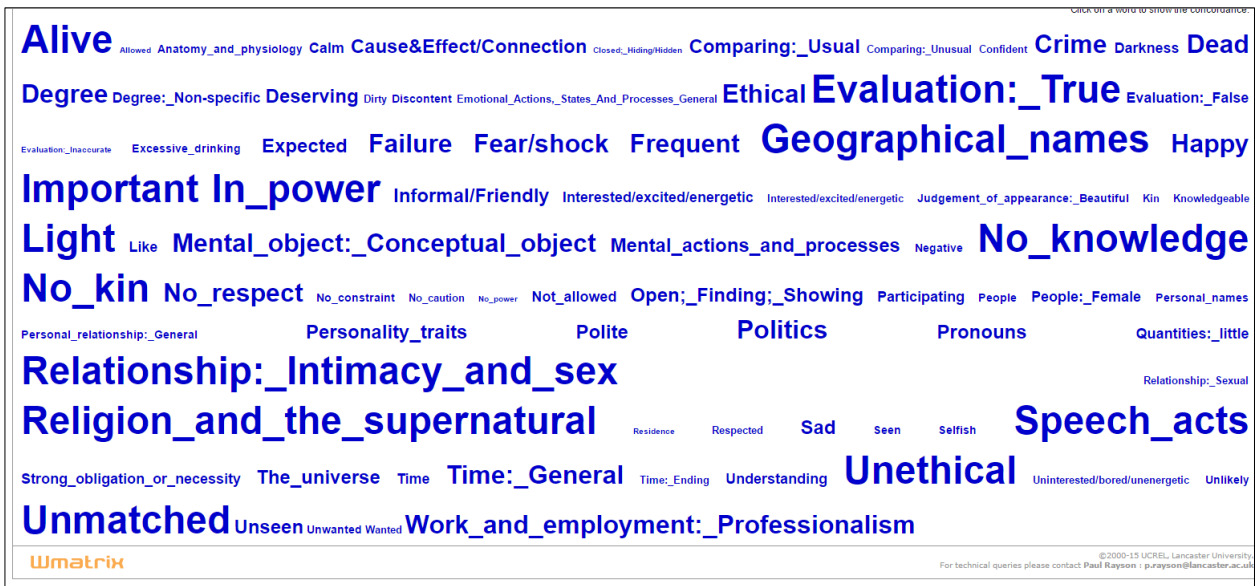 Click on a word to show the concordance.
Alive Allowed Anatomy_and_physiology Calm Cause&Effect/Connection Closed;_Hiding/Hidden Comparing:_Usual Comparing:_Unusual Confident Crime Darkness Dead
Degree Degree:_Non-specific Deserving Dirty Discontent Emotional_Actions,_States_And_Processes_General Ethical Evaluation:_True Evaluation:_False
Evaluation:_Inaccurate Excessive_drinking Expected Failure Fear/shock Frequent Geographical_names Happy
Important In_power Informal/Friendly Interested/excited/energetic Interested/excited/energetic Judgement_of_appearance:_Beautiful Kin Knowledgeable
Light Like Mental_object:_Conceptual_object Mental_actions_and_processes Negative No_knowledge
No_kin No_respect No_constraint No_caution No_power Not_allowed Open;_Finding;_Showing Participating People People:_Female Personal_names
Personal_relationship:_General Personality_traits Polite Politics Pronouns Quantities:_little
Relationship:_Intimacy_and_sex Relationship:_Sexual
Religion_and_the_supernatural Residence Respected Sad Seen Selfish Speech_acts
Strong_obligation_or_necessity The_universe Time Time:_General Time:_Ending Understanding Unethical Uninterested/bored/unenergetic Unlikely
Unmatched Unseen Unwanted Wanted Work_and_employment:_Professionalism
Wmatrix
©2000-15 UCREL, Lancaster University.
For technical queries please contact Paul Rayson : p.rayson@lancaster.ac.uk